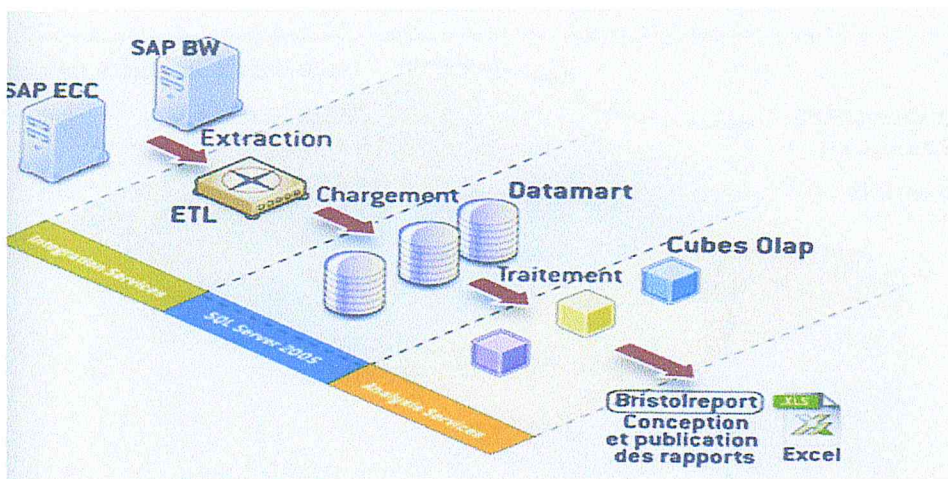 SAP BW
SAP ECC
Extraction
ETL
Chargement
Datamart
Traitement
Cubes Olap
Integration Services
SQL Server 2005
Analysis Services
Bristolreport
Conception
et publication
des rapports
.XLS
Excel